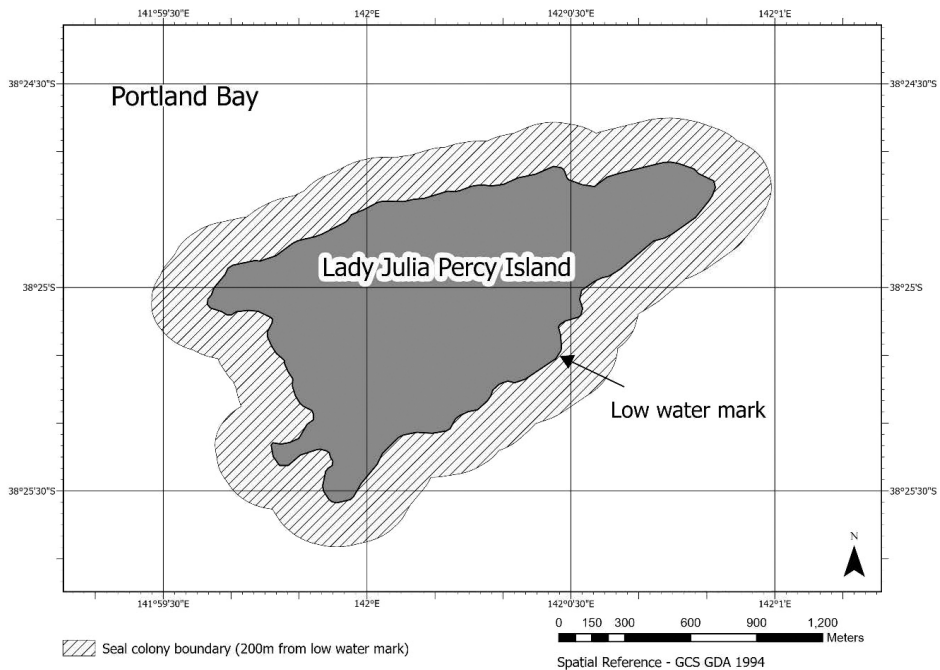 141°59'30"E 142°E 142°0'30"E 142°1'E
38°24'30"S 38°24'30"S
Portland Bay
Lady Julia Percy Island
38°25'S 38°25'S
Low water mark
38°25'30"S 38°25'30"S
N
141°59'30"E 142°E 142°0'30"E 142°1'E
Seal colony boundary (200m from low water mark)
0 150 300 600 900 1,200
Meters
Spatial Reference - GCS GDA 1994